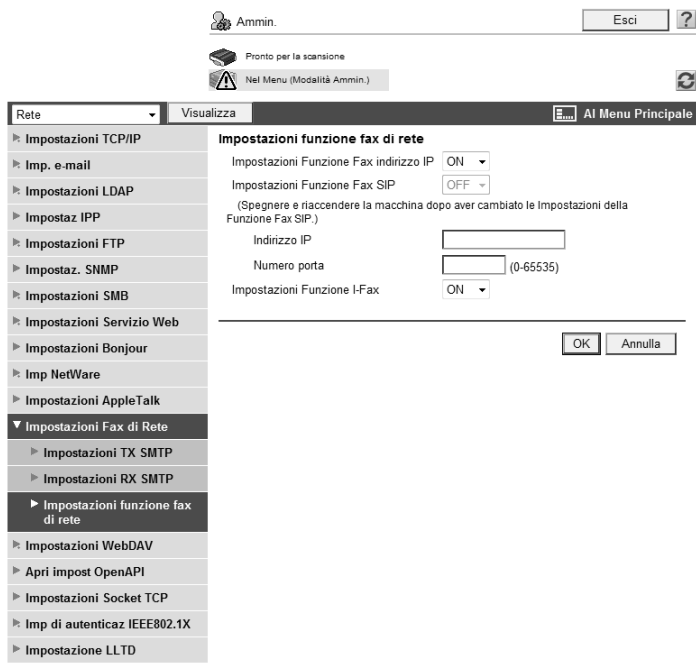 Ammin.
Esci
?
Pronto per la scansione
Nel Menu (Modalità Ammin.)
Rete
Visualizza
Al Menu Principale
Impostazioni TCP/IP
Imp. e-mail
Impostazioni LDAP
Impostaz IPP
Impostazioni FTP
Impostaz. SNMP
Impostazioni SMB
Impostazioni Servizio Web
Impostazioni Bonjour
Imp NetWare
Impostazioni AppleTalk
Impostazioni Fax di Rete
Impostazioni TX SMTP
Impostazioni RX SMTP
Impostazioni funzione fax
di rete
Impostazioni WebDAV
Apri impost OpenAPI
Impostazioni Socket TCP
Imp di autenticaz IEEE802.1X
Impostazione LLTD
Impostazioni funzione fax di rete
Impostazioni Funzione Fax indirizzo IP ON
Impostazioni Funzione Fax SIP OFF
(Spegnere e riaccendere la macchina dopo aver cambiato le Impostazioni della
Funzione Fax SIP.)
Indirizzo IP
Numero porta (0-65535)
Impostazioni Funzione I-Fax ON
OK Annulla